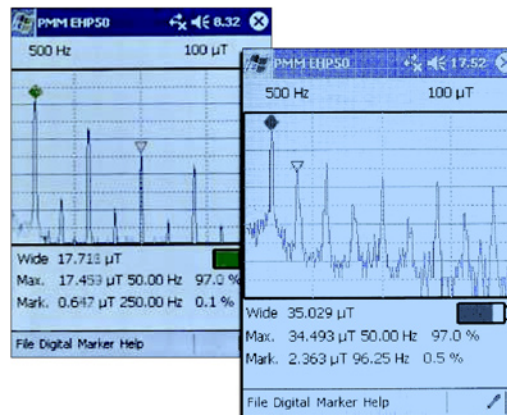 PMM EHP50 8.32
500 Hz 100 µT
Wide 17.718 µT
Max. 17.453 µT 50.00 Hz 97.0 %
Mark. 0.647 µT 250.00 Hz 0.1 %
File Digital Marker Help
PMM EHP50 17.52
500 Hz 100 µT
Wide 35.029 µT
Max. 34.493 µT 50.00 Hz 97.0 %
Mark. 2.363 µT 96.25 Hz 0.5 %
File Digital Marker Help